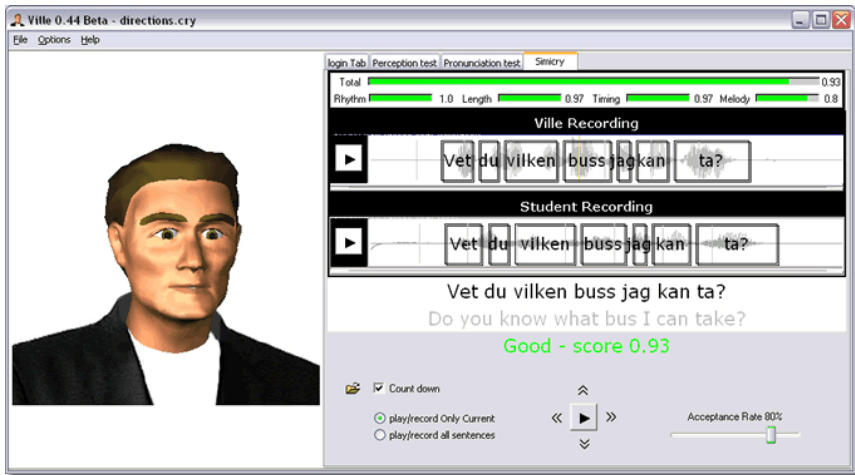 Ville 0.44 Beta - directions.cry
File Options Help
login Tab Perception test Pronunciation test Simicry
Total 0.93
Rhythm 1.0 Length 0.97 Timing 0.97 Melody 0.8
Ville Recording
Vet du vilken buss jag kan ta?
Student Recording
Vet du vilken buss jag kan ta?
Vet du vilken buss jag kan ta?
Do you know what bus I can take?
Good - score 0.93
Count down
play/record Only Current
play/record all sentences
Acceptance Rate 80%